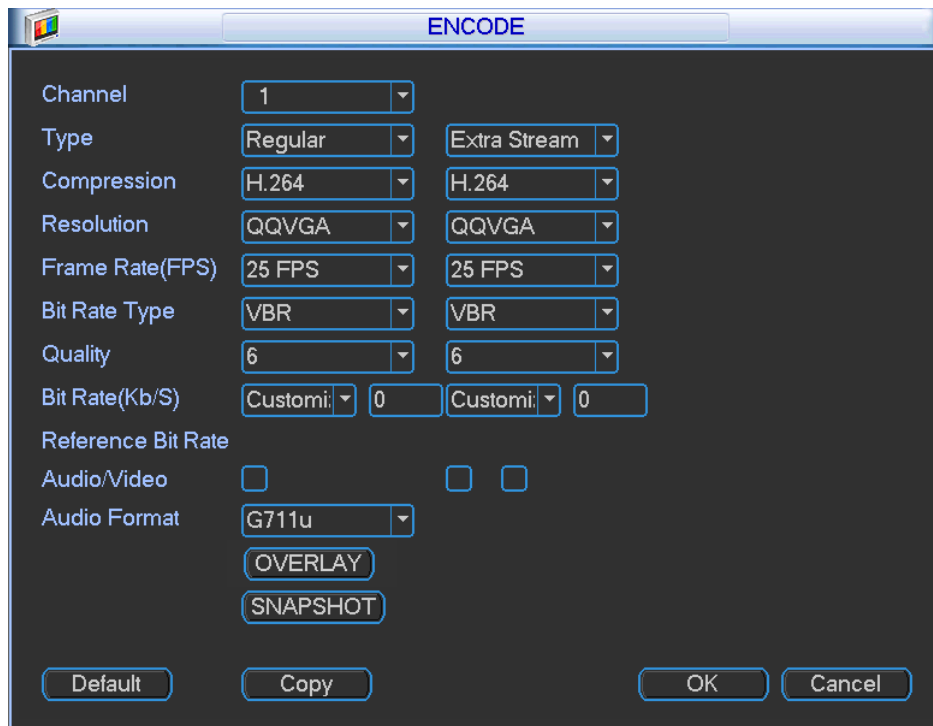 ENCODE
Channel 1
Type Regular Extra Stream
Compression H.264 H.264
Resolution QQVGA QQVGA
Frame Rate(FPS) 25 FPS 25 FPS
Bit Rate Type VBR VBR
Quality 6 6
Bit Rate(Kb/S) Customi: 0 Customi: 0
Reference Bit Rate
Audio/Video
Audio Format G711u
OVERLAY
SNAPSHOT
Default Copy OK Cancel